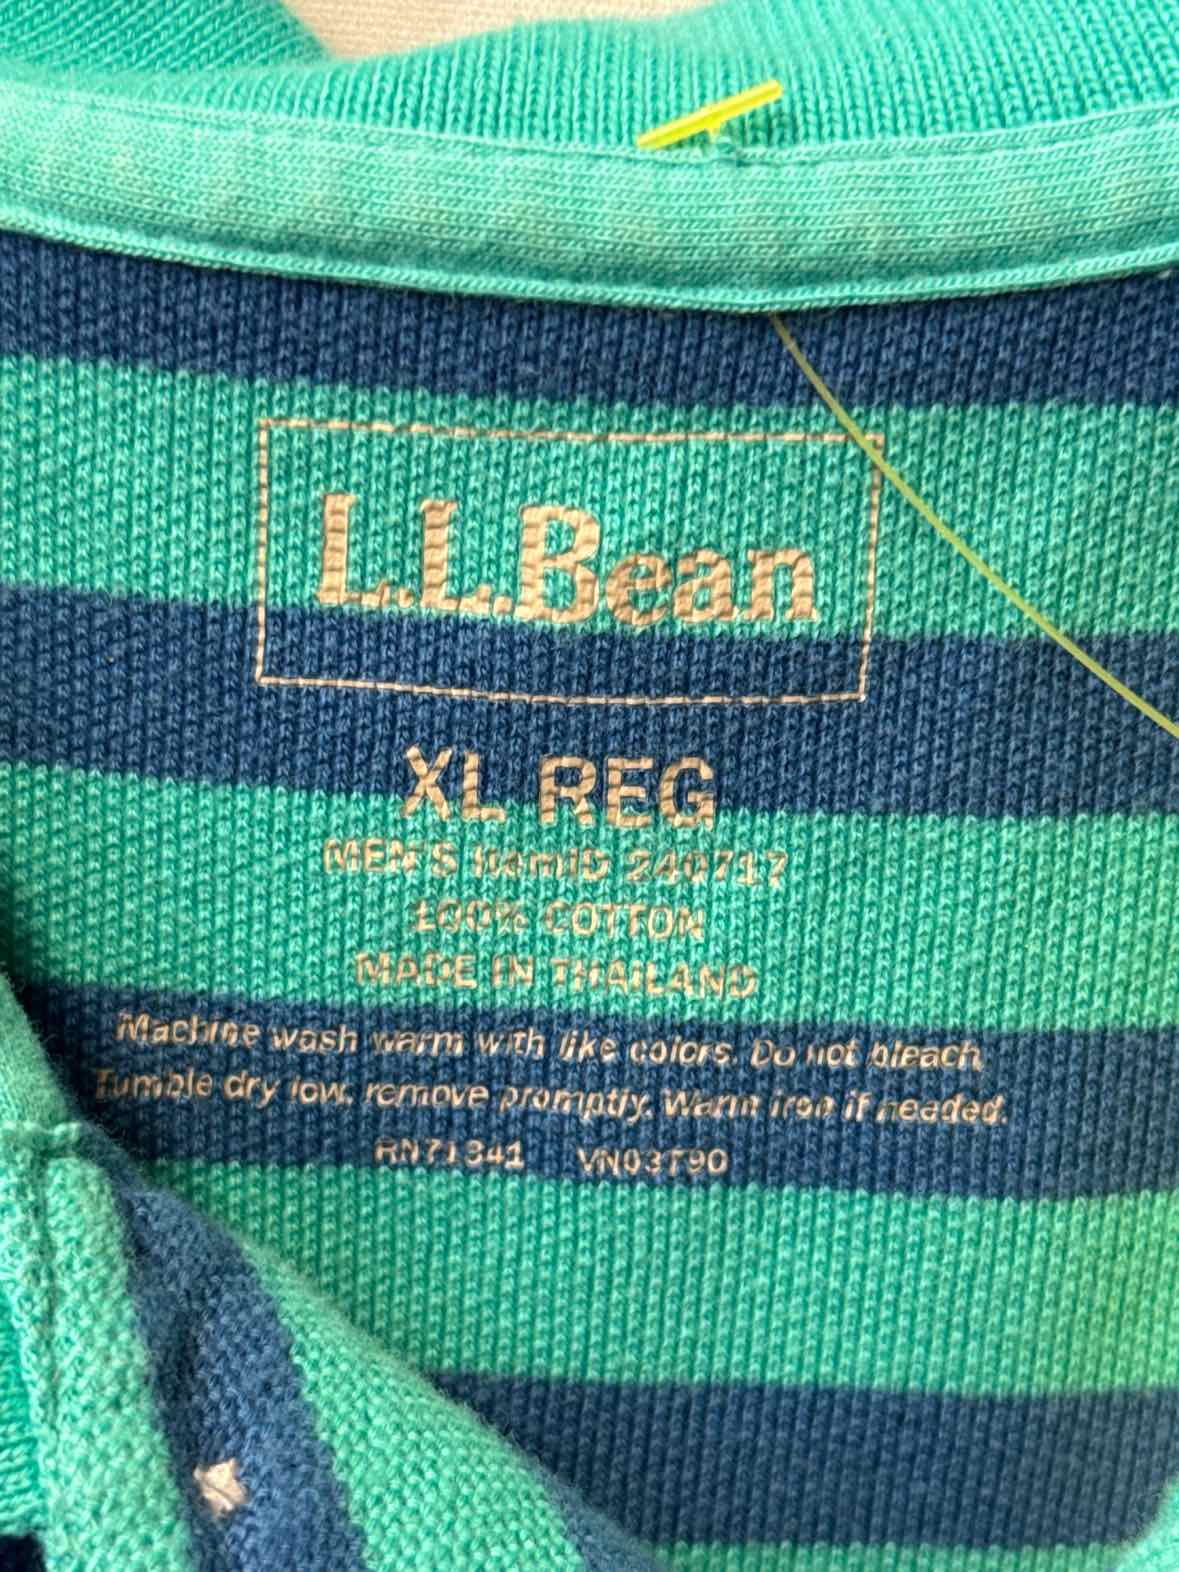 L.L.Bean
XL REG
MEN'S ItemID 240717
100% COTTON
MADE IN THAILAND
Machine wash warm with like colors. Do not bleach.
Tumble dry low, remove promptly. Warm iron if needed.
RN71341 VN03T90